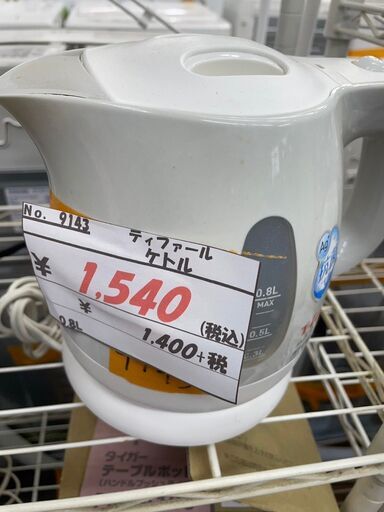 No. 9143
ティファール
ケトル
1,540
(税込)
1,400+税
0.8L
0.8L
MAX
0.5L
タイガー
テーブルポット